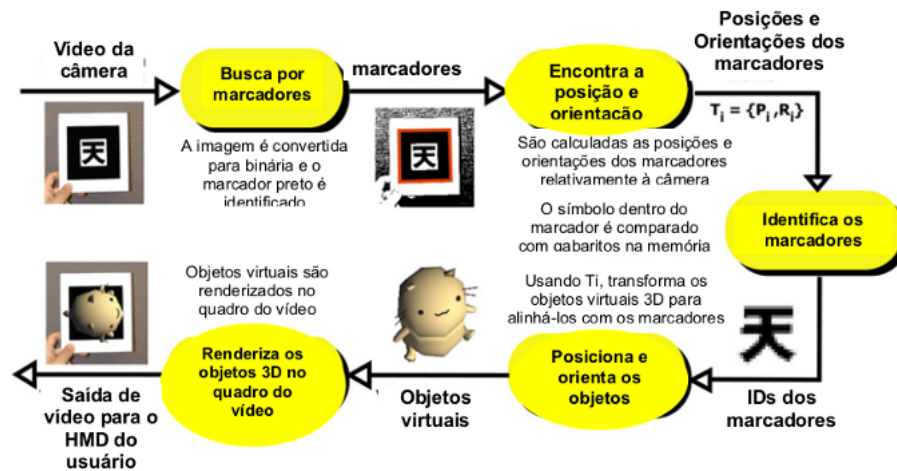 Vídeo da
câmera
Busca por
marcadores
A imagem é convertida
para binária e o
marcador preto é
identificado
marcadores
Encontra a
posição e
orientacão
São calculadas as posições e
orientações dos marcadores
relativamente à câmera
Posições e
Orientações dos
marcadores
Tᵢ = {Pᵢ,Rᵢ}
天
天
Identifica os
marcadores
O símbolo dentro do
marcador é comparado
com gabaritos na memória
天
IDs dos
marcadores
Usando Ti, transforma os
objetos virtuais 3D para
alinhá-los com os marcadores
Posiciona e
orienta os
objetos
Objetos
virtuais
Objetos virtuais são
renderizados no
quadro do vídeo
Renderiza os
objetos 3D no
quadro do
vídeo
Saída de
vídeo para o
HMD do
usuário